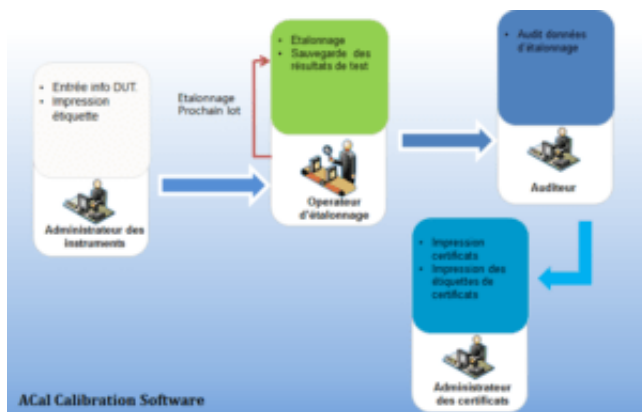 • Entrée info DUT.
• Impression
étiquette
Administrateur des
instruments
Etalonnage
Prochain lot
• Etalonnage
• Sauvegarde des
résultats de test
Operateur
d'étalonnage
• Audit données
d'étalonnage
Auditeur
• Impression
certificats
• Impression des
étiquettes de
certificats
Administrateur
des certificats
ACal Calibration Software